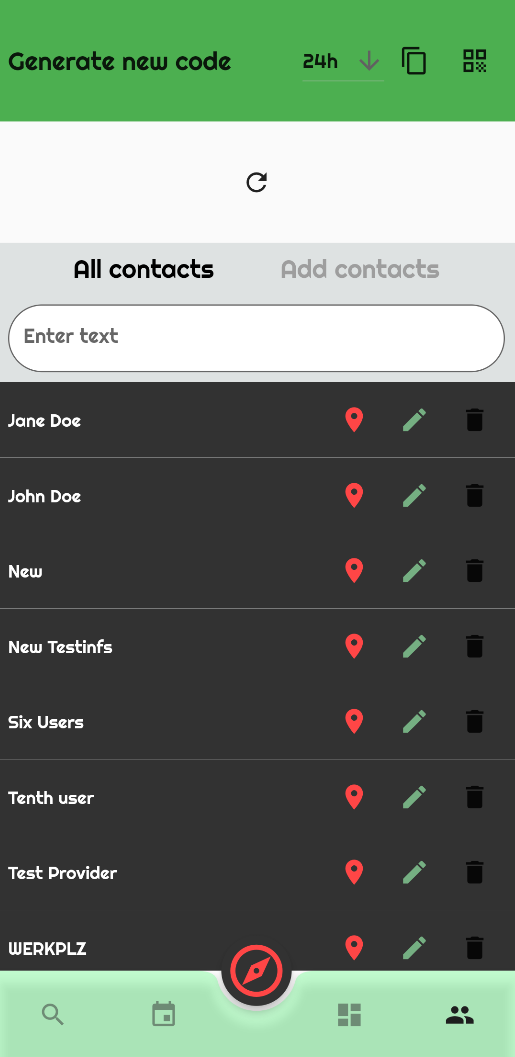 Generate new code 24h
All contacts Add contacts
Enter text
Jane Doe
John Doe
New
New Testinfs
Six Users
Tenth user
Test Provider
WERKPLZ